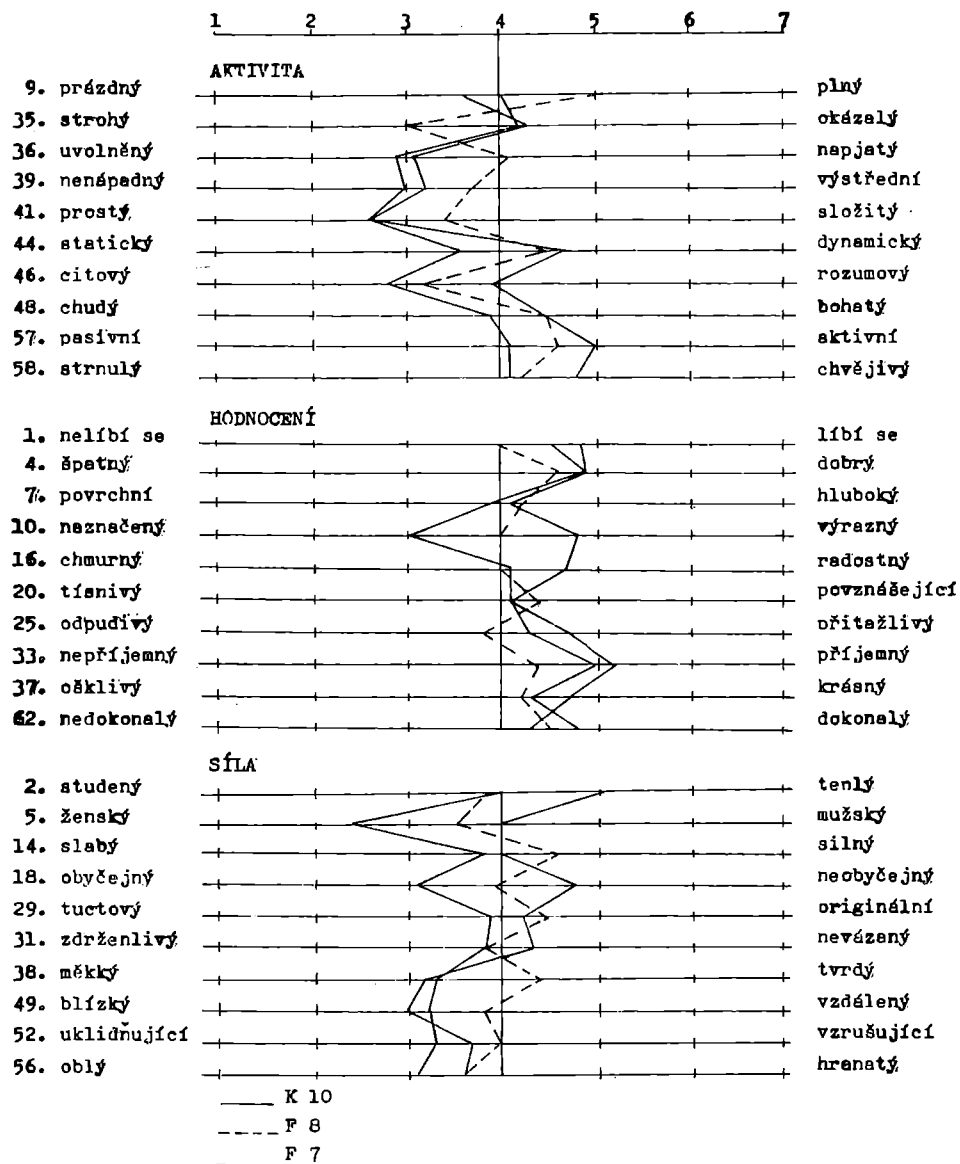 1 2 3 4 5 6 7
AKTIVITA
9. prázdný plný
35. strohý okázalý
36. uvolněný napjatý
39. nenápadný výstřední
41. prostý složitý
44. statický dynamický
46. citový rozumový
48. chudý bohatý
57. pasivní aktivní
58. strnulý chvějivý
HODNOCENÍ
1. nelíbí se líbí se
4. špatný dobrý
7. povrchní hluboký
10. naznačený výrazný
16. chmurný radostný
20. tísnivý povznášející
25. odpudivý přitažlivý
33. nepříjemný příjemný
37. ošklivý krásný
62. nedokonalý dokonalý
SÍLA
2. studený teplý
5. ženský mužský
14. slabý silný
18. obyčejný neobyčejný
29. tuctový originální
31. zdrženlivý nevázaný
38. měkký tvrdý
49. blízký vzdálený
52. uklidňující vzrušující
56. oblý hranatý
K 10
F 8
F 7